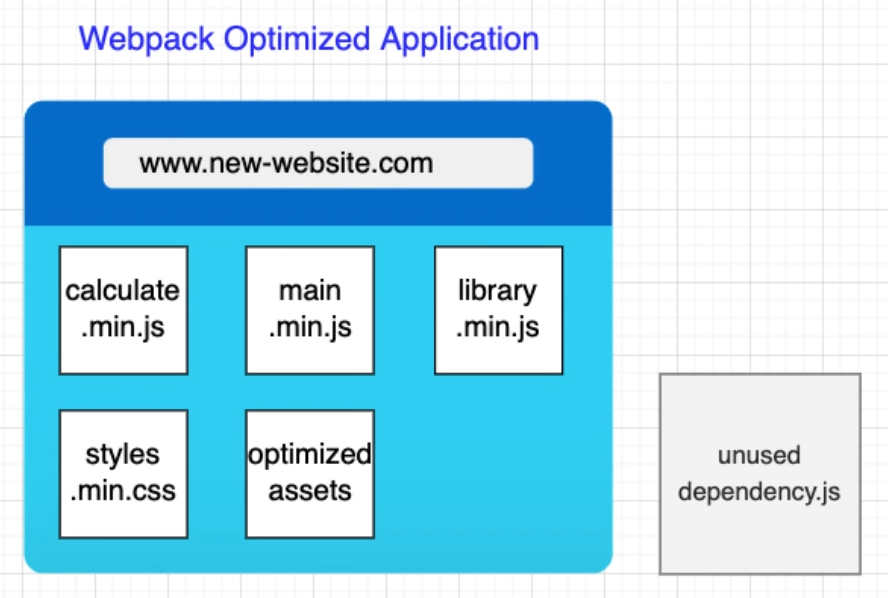 Webpack Optimized Application
www.new-website.com
calculate
.min.js
main
.min.js
library
.min.js
styles
.min.css
optimized
assets
unused
dependency.js